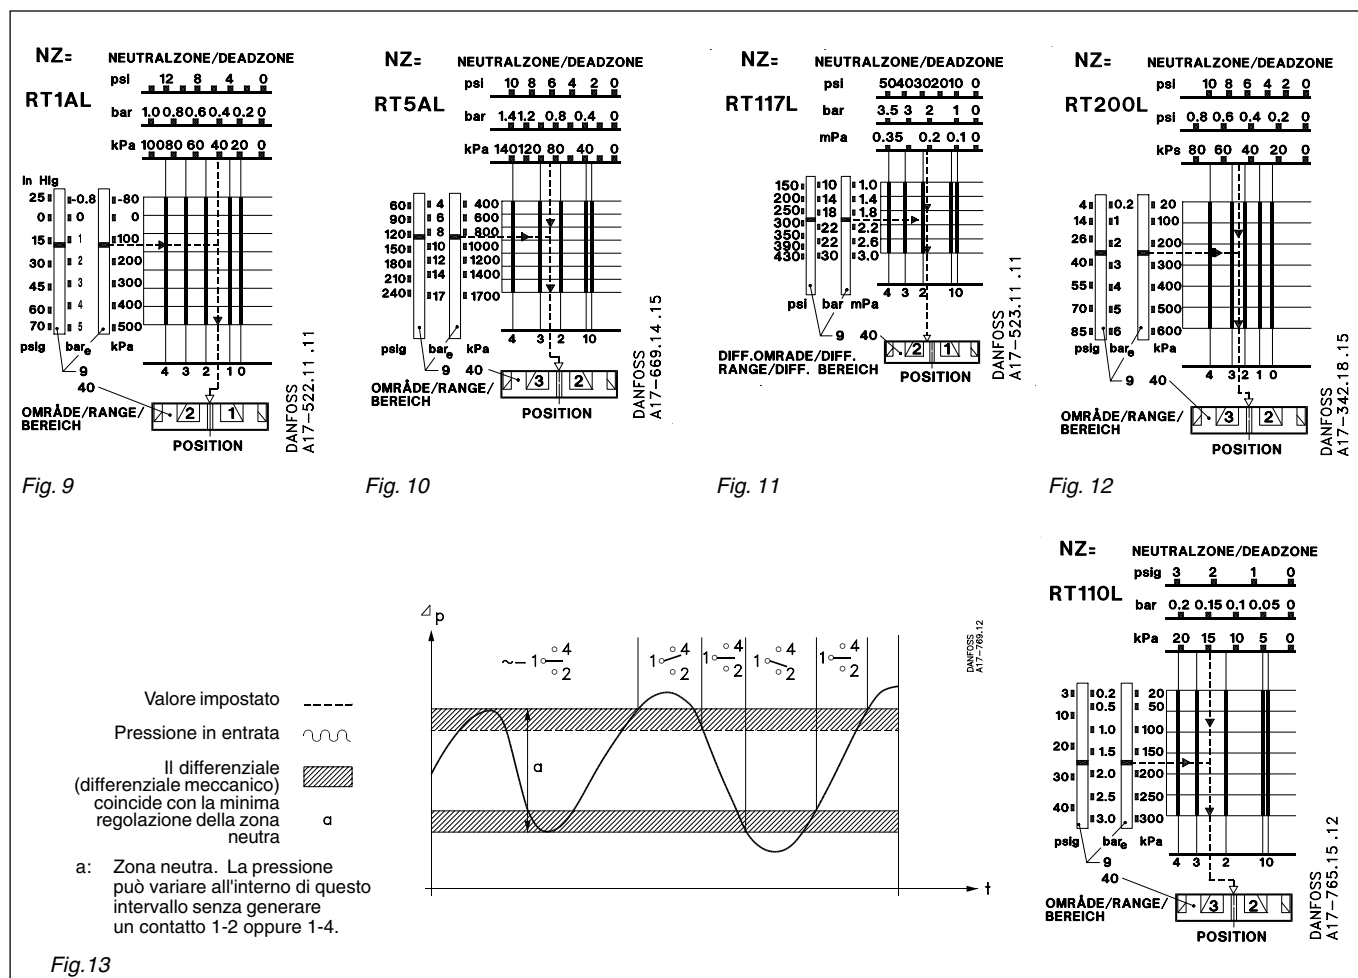 NZ=
NEUTRALZONE/DEADZONE
psi 12 8 4 0
RT1AL
bar 1.0 0.8 0.6 0.4 0.2 0
kPa 100 80 60 40 20 0
In Hlg
25 -0.8 -80
0 0 0
15 1 100
30 2 200
45 3 300
60 4 400
70 5 500
psig bare kPa
4 3 2 1 0
9
40
OMRÅDE/RANGE/
BEREICH
2 1
POSITION
DANFOSS
A17-522.11.11
Fig. 9
NZ=
NEUTRALZONE/DEADZONE
psi 10 8 6 4 2 0
RT5AL
bar 1.4 1.2 0.8 0.4 0
kPa 140 120 80 40 0
60 4 400
90 6 600
120 8 800
150 10 1000
180 12 1200
210 14 1400
240 17 1700
psig bare kPa
4 3 2 1 0
9
40
OMRÅDE/RANGE/
BEREICH
3 2
POSITION
DANFOSS
A17-669.14.15
Fig. 10
NZ=
NEUTRALZONE/DEADZONE
psi 50 40 30 20 10 0
RT117L
bar 3.5 3 2 1 0
mPa 0.35 0.2 0.1 0
150 10 1.0
200 14 1.4
250 18 1.8
300 22 2.2
350 22 2.6
390
430 30 3.0
psi bar mPa
4 3 2 1 0
9
40
DIFF.OMRADE/DIFF.
RANGE/DIFF. BEREICH
2 1
POSITION
DANFOSS
A17-523.11.11
Fig. 11
NZ=
NEUTRALZONE/DEADZONE
psi 10 8 6 4 2 0
RT200L
psi 0.8 0.6 0.4 0.2 0
kPs 80 60 40 20 0
4 0.2 20
14 1 100
26 2 200
40 3 300
55 4 400
70 5 500
85 6 600
psig bare kPa
4 3 2 1 0
9
40
OMRÅDE/RANGE/
BEREICH
3 2
POSITION
DANFOSS
A17-342.18.15
Fig. 12
NZ=
NEUTRALZONE/DEADZONE
psig 3 2 1 0
RT110L
bar 0.2 0.15 0.1 0.05 0
kPa 20 15 10 5 0
3 0.2 20
0.5 50
10 1.0 100
1.5 150
20
2.0 200
30
2.5 250
40
3.0 300
psig bare kPa
4 3 2 1 0
9
40
OMRÅDE/RANGE/
BEREICH
3 2
POSITION
DANFOSS
A17-765.15.12
Δp
~– 1 4 2
1 4 2
1 4 2
1 4 2
1 4 2
a
t
DANFOSS
A17-769.12
Valore impostato
Pressione in entrata
Il differenziale
(differenziale meccanico)
coincide con la minima
regolazione della zona
neutra
a
a: Zona neutra. La pressione
può variare all'interno di questo
intervallo senza generare
un contatto 1-2 oppure 1-4.
Fig.13